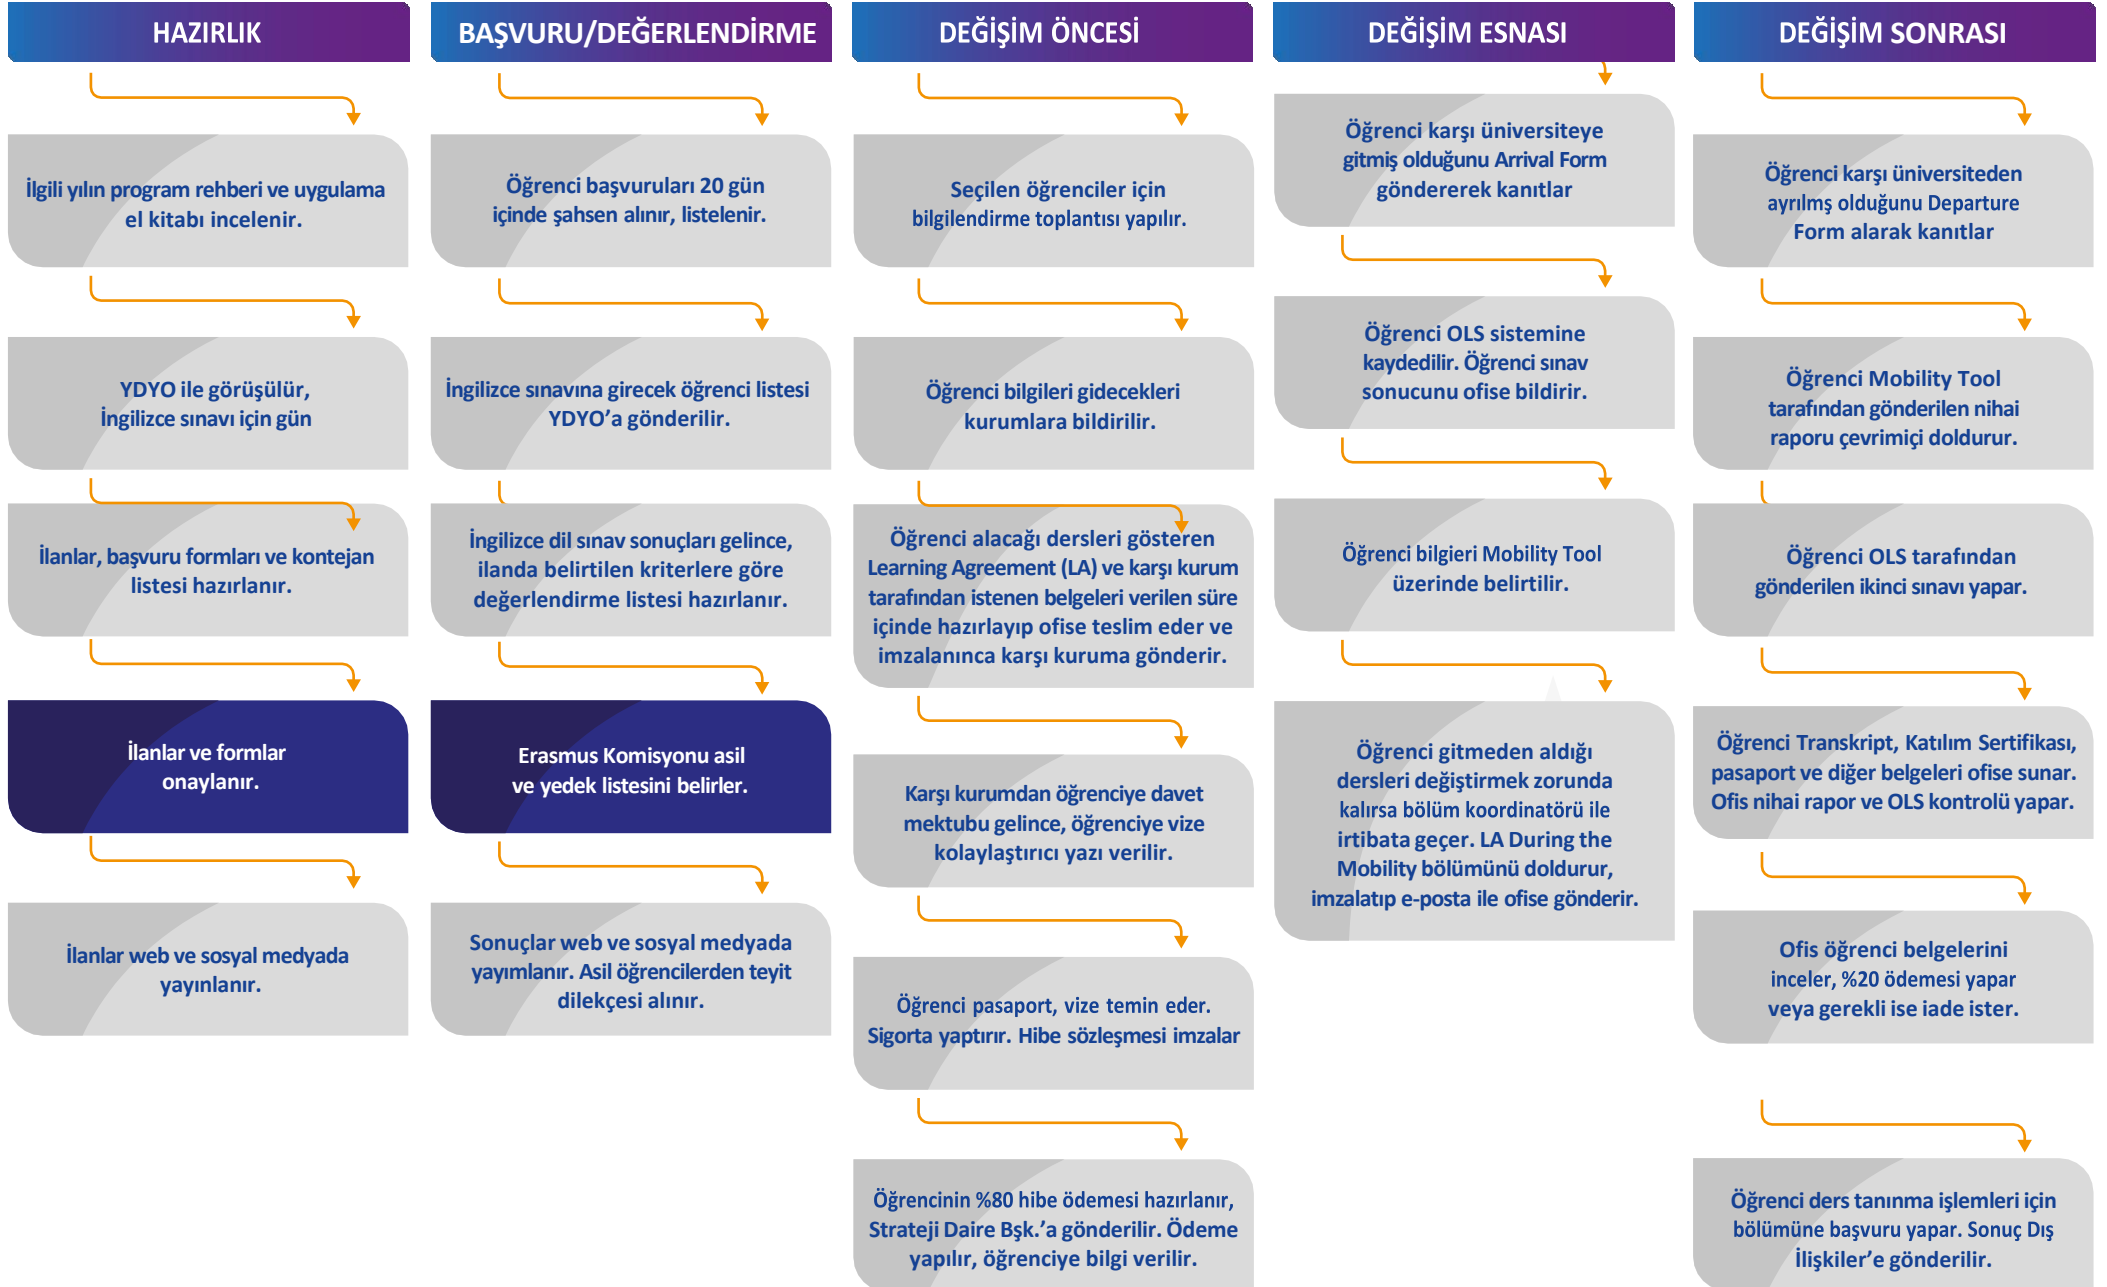 HAZIRLIK
İlgili yılın program rehberi ve uygulama
el kitabı incelenir.
YDYO ile görüşülür,
İngilizce sınavı için gün
İlanlar, başvuru formları ve kontejan
listesi hazırlanır.
İlanlar ve formlar
onaylanır.
İlanlar web ve sosyal medyada
yayınlanır.
BAŞVURU/DEĞERLENDİRME
Öğrenci başvuruları 20 gün
içinde şahsen alınır, listelenir.
İngilizce sınavına girecek öğrenci listesi
YDYO’a gönderilir.
İngilizce dil sınav sonuçları gelince,
ilanda belirtilen kriterlere göre
değerlendirme listesi hazırlanır.
Erasmus Komisyonu asil
ve yedek listesini belirler.
Sonuçlar web ve sosyal medyada
yayımlanır. Asil öğrencilerden teyit
dilekçesi alınır.
DEĞİŞİM ÖNCESİ
Seçilen öğrenciler için
bilgilendirme toplantısı yapılır.
Öğrenci bilgileri gidecekleri
kurumlara bildirilir.
Öğrenci alacağı dersleri gösteren
Learning Agreement (LA) ve karşı kurum
tarafından istenen belgeleri verilen süre
içinde hazırlayıp ofise teslim eder ve
imzalanınca karşı kuruma gönderir.
Karşı kurumdan öğrenciye davet
mektubu gelince, öğrenciye vize
kolaylaştırıcı yazı verilir.
Öğrenci pasaport, vize temin eder.
Sigorta yaptırır. Hibe sözleşmesi imzalar
Öğrencinin %80 hibe ödemesi hazırlanır,
Strateji Daire Bşk.’a gönderilir. Ödeme
yapılır, öğrenciye bilgi verilir.
DEĞİŞİM ESNASI
Öğrenci karşı üniversiteye
gitmiş olduğunu Arrival Form
göndererek kanıtlar
Öğrenci OLS sistemine
kaydedilir. Öğrenci sınav
sonucunu ofise bildirir.
Öğrenci bilgieri Mobility Tool
üzerinde belirtilir.
Öğrenci gitmeden aldığı
dersleri değiştirmek zorunda
kalırsa bölüm koordinatörü ile
irtibata geçer. LA During the
Mobility bölümünü doldurur,
imzalatıp e-posta ile ofise gönderir.
DEĞİŞİM SONRASI
Öğrenci karşı üniversiteden
ayrılmş olduğunu Departure
Form alarak kanıtlar
Öğrenci Mobility Tool
tarafından gönderilen nihai
raporu çevrimiçi doldurur.
Öğrenci OLS tarafından
gönderilen ikinci sınavı yapar.
Öğrenci Transkript, Katılım Sertifikası,
pasaport ve diğer belgeleri ofise sunar.
Ofis nihai rapor ve OLS kontrolü yapar.
Ofis öğrenci belgelerini
inceler, %20 ödemesi yapar
veya gerekli ise iade ister.
Öğrenci ders tanınma işlemleri için
bölümüne başvuru yapar. Sonuç Dış
İlişkiler’e gönderilir.